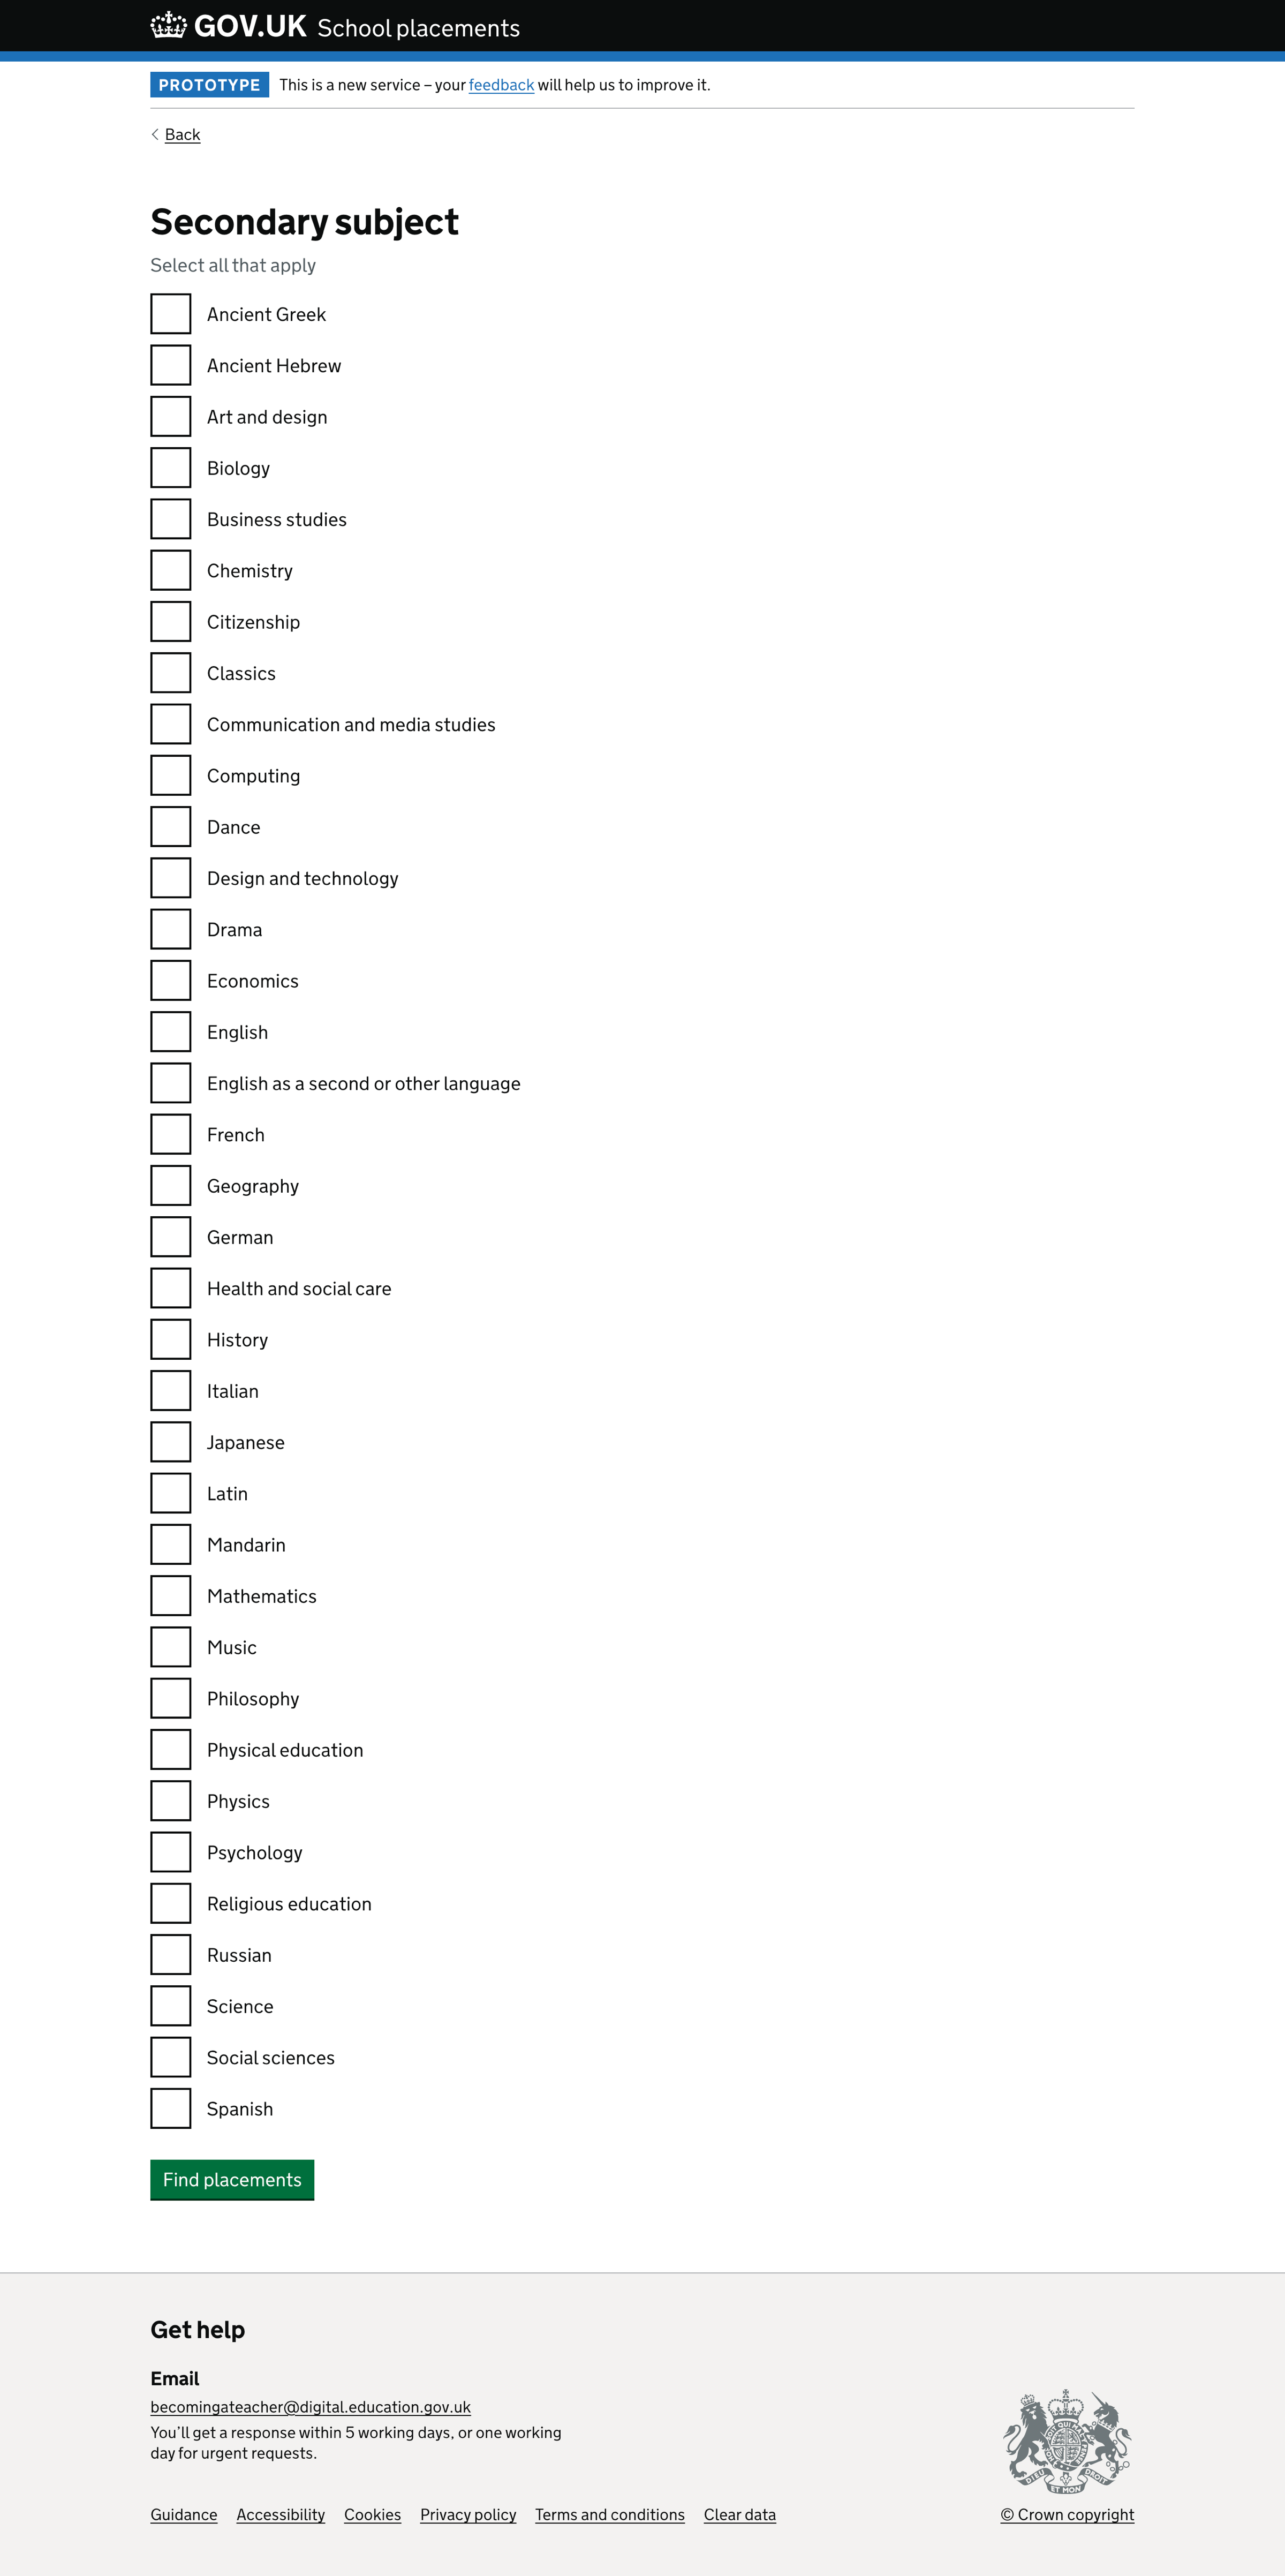 GOV.UK School placements
PROTOTYPE This is a new service – your feedback will help us to improve it.
Back
Secondary subject
Select all that apply
Ancient Greek
Ancient Hebrew
Art and design
Biology
Business studies
Chemistry
Citizenship
Classics
Communication and media studies
Computing
Dance
Design and technology
Drama
Economics
English
English as a second or other language
French
Geography
German
Health and social care
History
Italian
Japanese
Latin
Mandarin
Mathematics
Music
Philosophy
Physical education
Physics
Psychology
Religious education
Russian
Science
Social sciences
Spanish
Find placements
Get help
Email
becomingateacher@digital.education.gov.uk
You’ll get a response within 5 working days, or one working
day for urgent requests.
DIEU ET MON DROIT
Guidance Accessibility Cookies Privacy policy Terms and conditions Clear data © Crown copyright